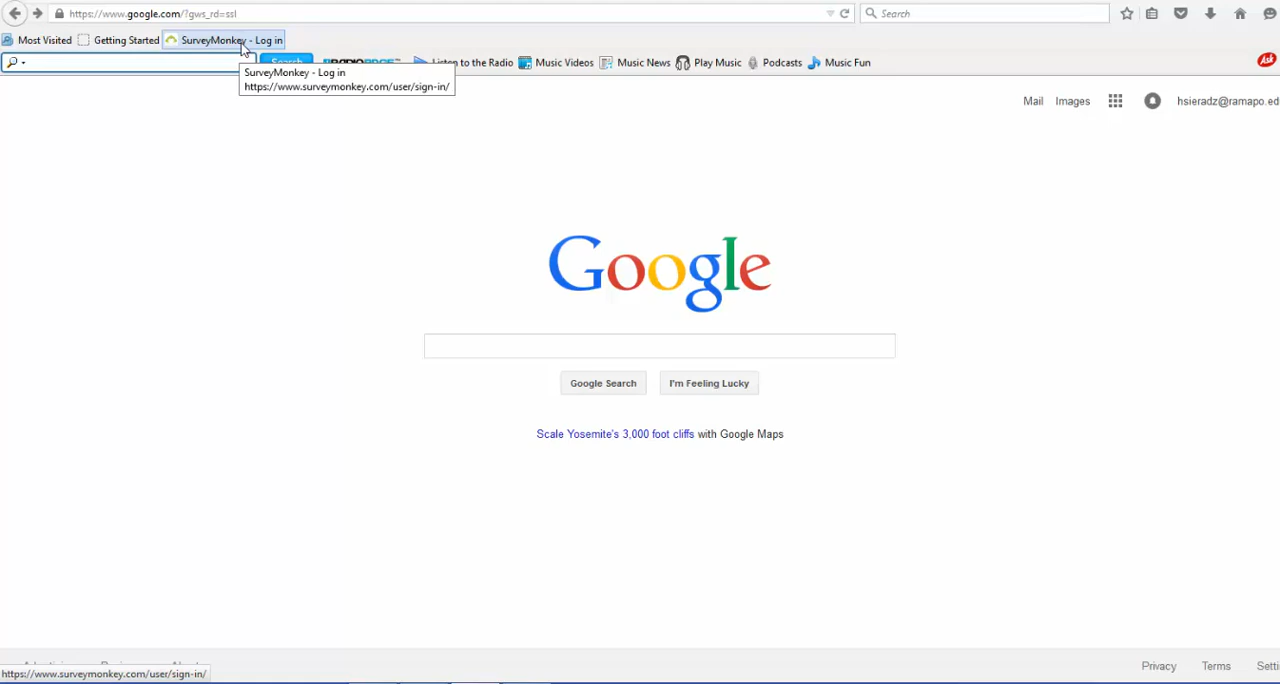 https://www.google.com/?gws_rd=ssl
Search
Most Visited Getting Started SurveyMonkey - Log in
Search Listen to the Radio Music Videos Music News Play Music Podcasts Music Fun Ask
SurveyMonkey - Log in
https://www.surveymonkey.com/user/sign-in/
Mail Images hsieradz@ramapo.ed
Google
Google Search I'm Feeling Lucky
Scale Yosemite's 3,000 foot cliffs with Google Maps
Privacy Terms Setti
https://www.surveymonkey.com/user/sign-in/